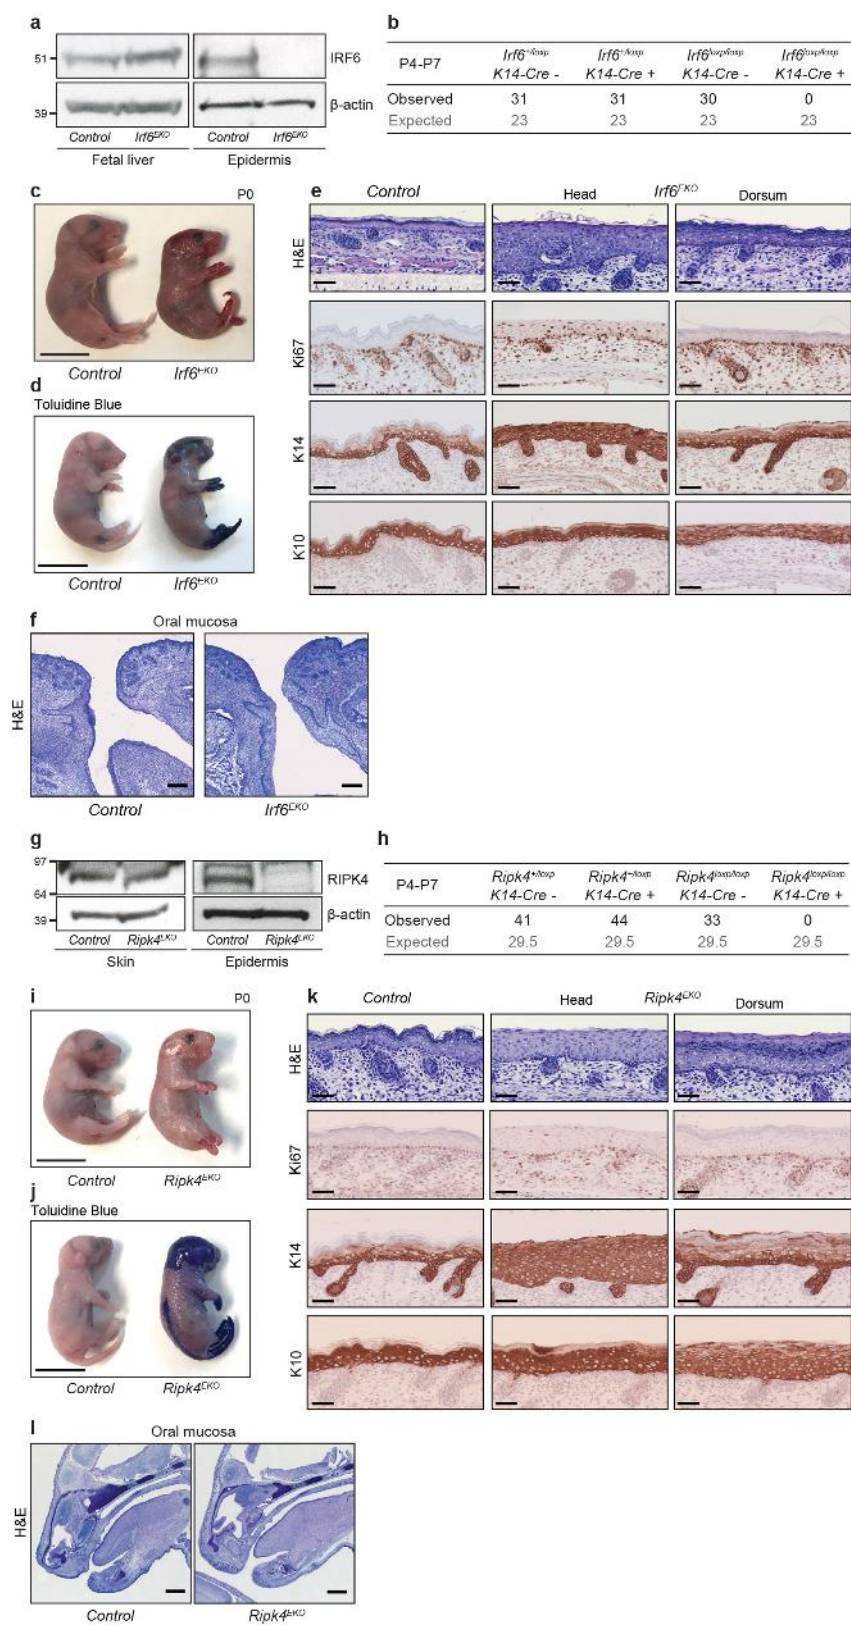 a
51
39
IRF6
β-actin
Control Irf6EKO Control Irf6EKO
Fetal liver Epidermis
b
P4-P7 Irf6+/loxp K14-Cre - Irf6+/loxp K14-Cre + Irf6loxp/loxp K14-Cre - Irf6loxp/loxp K14-Cre +
Observed 31 31 30 0
Expected 23 23 23 23
c
P0
Control Irf6EKO
d
Toluidine Blue
Control Irf6EKO
e
Control Head Irf6EKO Dorsum
H&E
Ki67
K14
K10
f
Oral mucosa
H&E
Control Irf6EKO
g
97
64
39
RIPK4
β-actin
Control Ripk4EKO Control Ripk4EKO
Skin Epidermis
h
P4-P7 Ripk4+/loxp K14-Cre - Ripk4+/loxp K14-Cre + Ripk4loxp/loxp K14-Cre - Ripk4loxp/loxp K14-Cre +
Observed 41 44 33 0
Expected 29.5 29.5 29.5 29.5
i
P0
Control Ripk4EKO
j
Toluidine Blue
Control Ripk4EKO
k
Control Head Ripk4EKO Dorsum
H&E
Ki67
K14
K10
l
Oral mucosa
H&E
Control Ripk4EKO